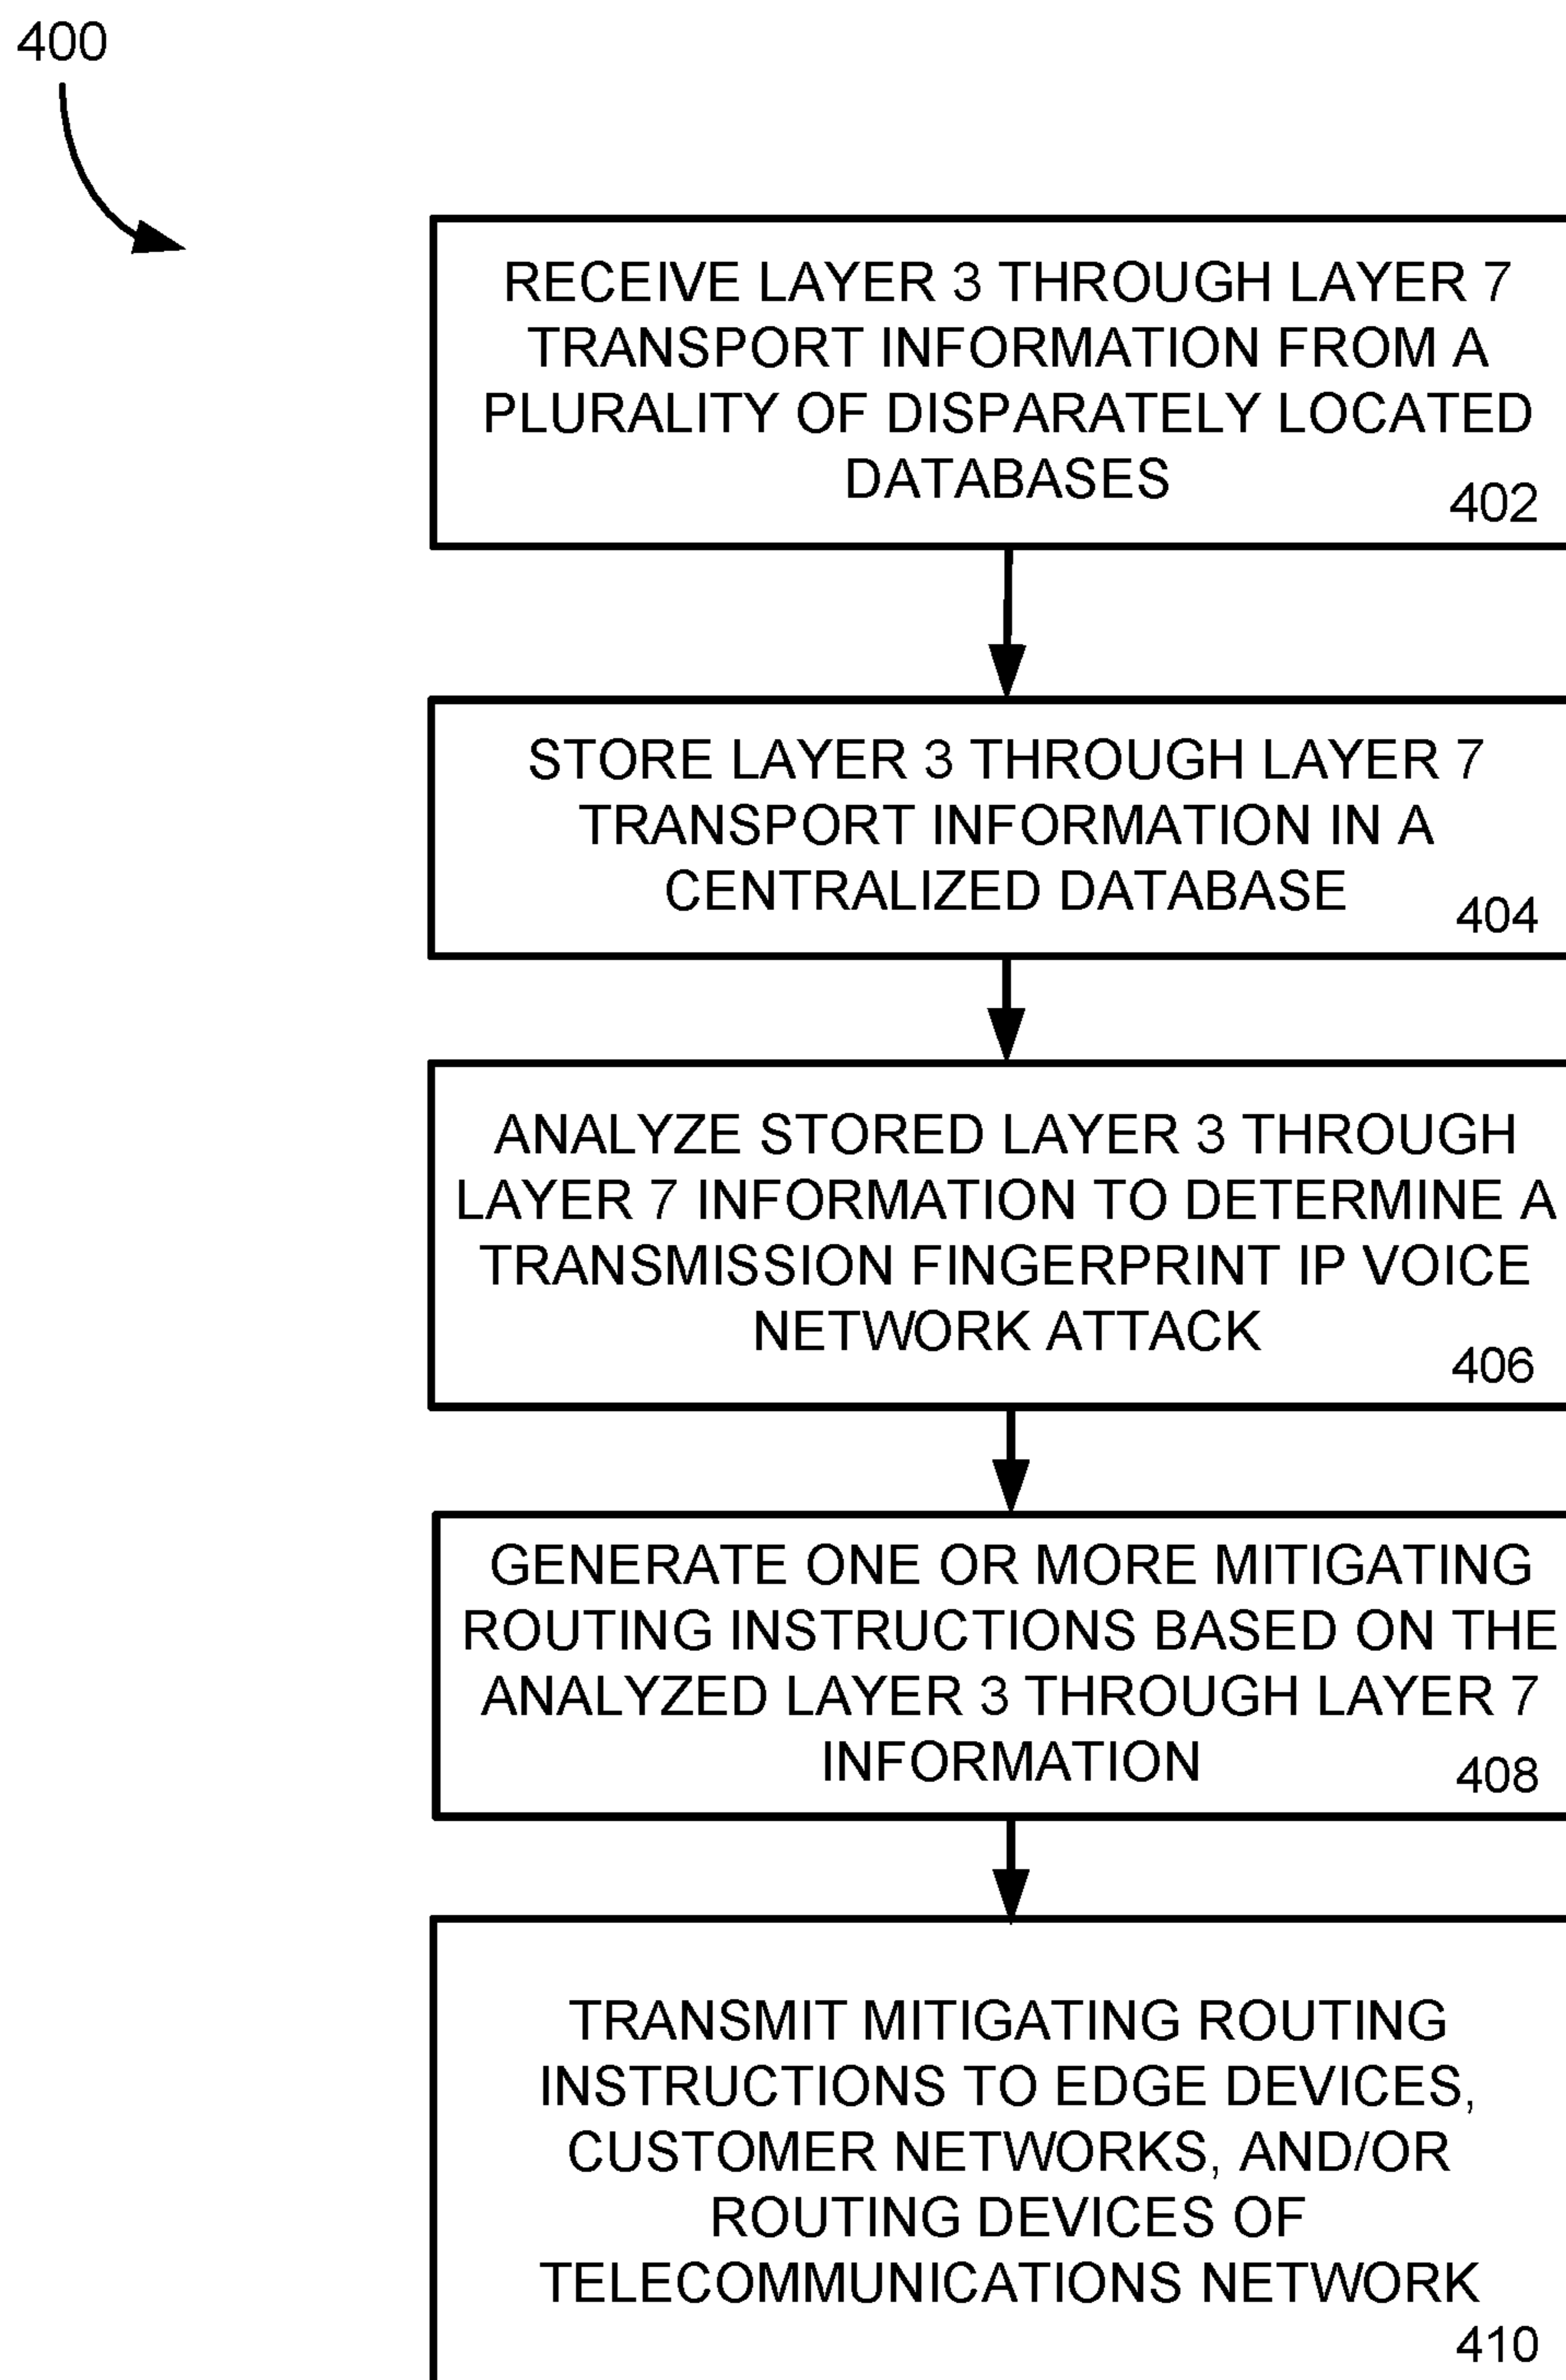 400
RECEIVE LAYER 3 THROUGH LAYER 7
TRANSPORT INFORMATION FROM A
PLURALITY OF DISPARATELY LOCATED
DATABASES
402
STORE LAYER 3 THROUGH LAYER 7
TRANSPORT INFORMATION IN A
CENTRALIZED DATABASE
404
ANALYZE STORED LAYER 3 THROUGH
LAYER 7 INFORMATION TO DETERMINE A
TRANSMISSION FINGERPRINT IP VOICE
NETWORK ATTACK
406
GENERATE ONE OR MORE MITIGATING
ROUTING INSTRUCTIONS BASED ON THE
ANALYZED LAYER 3 THROUGH LAYER 7
INFORMATION
408
TRANSMIT MITIGATING ROUTING
INSTRUCTIONS TO EDGE DEVICES,
CUSTOMER NETWORKS, AND/OR
ROUTING DEVICES OF
TELECOMMUNICATIONS NETWORK
410